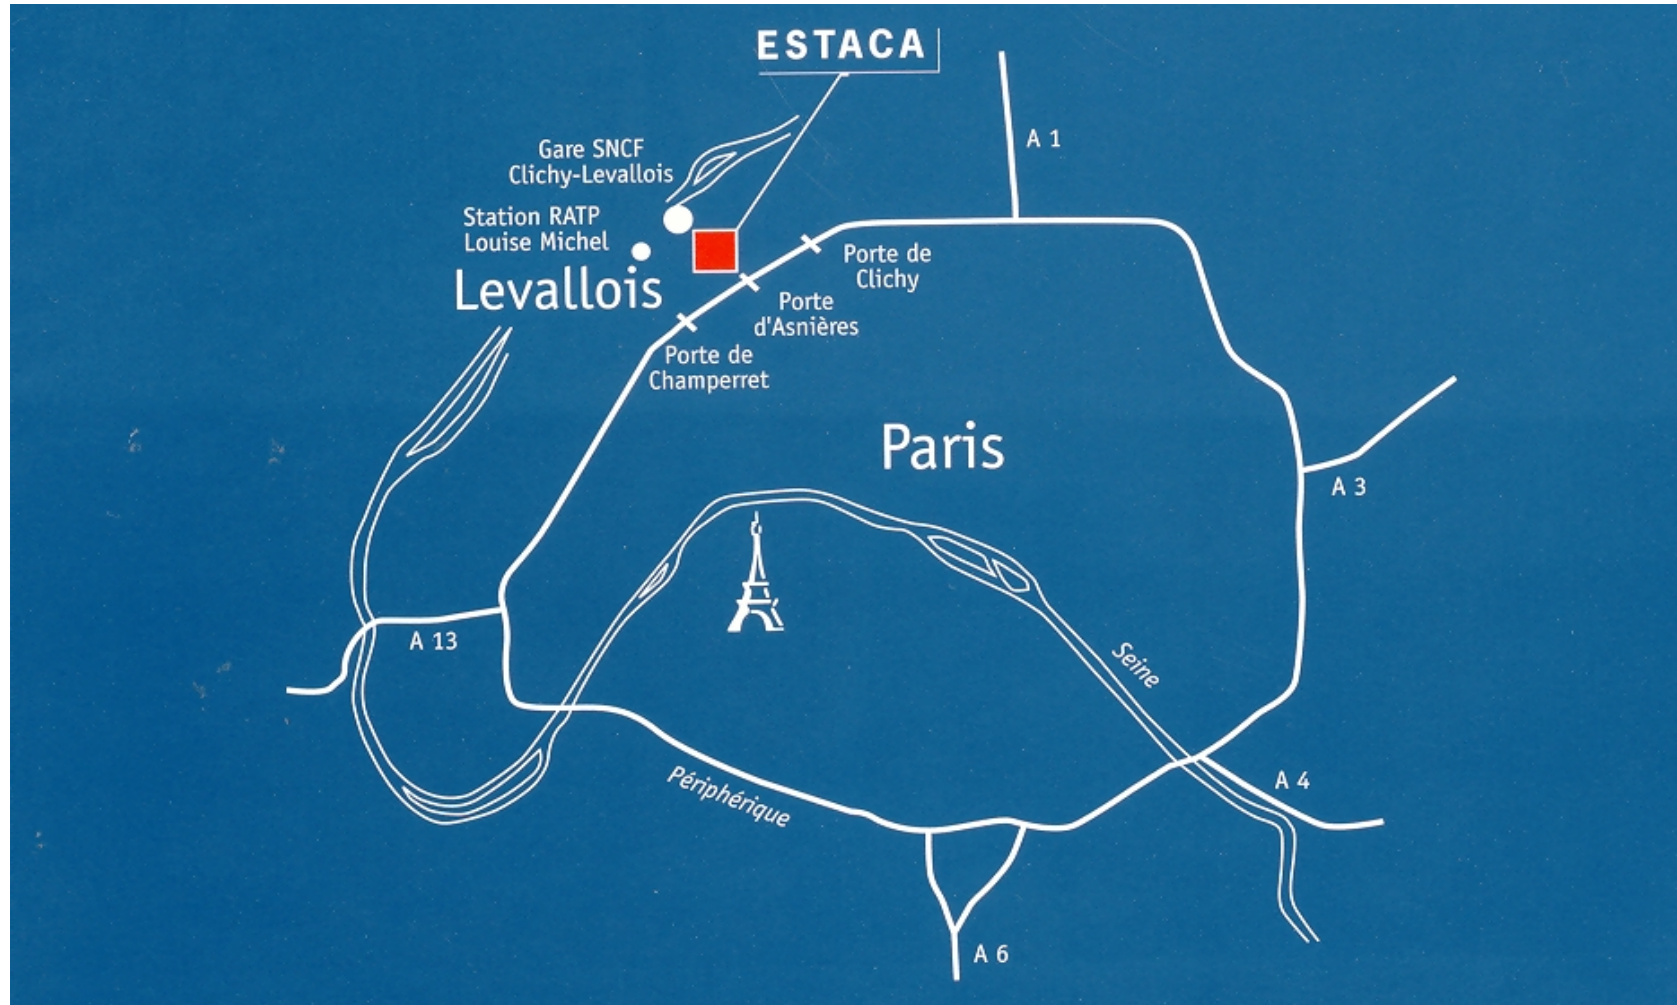 ESTACA
A 1
Gare SNCF
Clichy-Levallois
Station RATP
Louise Michel
Levallois
Porte de
Clichy
Porte
d'Asnières
Porte de
Champerret
Paris
A 3
A 13
Seine
Périphérique
A 4
A 6